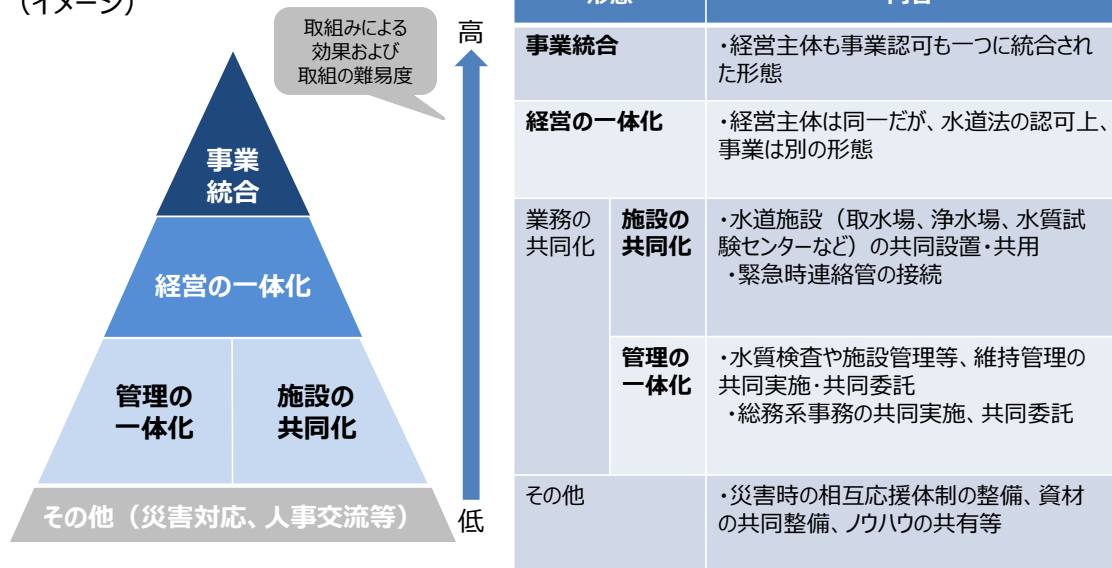 （イメージ）
取組みによる
効果および
取組の難易度
高
事業
統合
経営の一体化
管理の
一体化
施設の
共同化
その他（災害対応、人事交流等）
低
形態
内容
事業統合
・経営主体も事業認可も一つに統合され
た形態
経営の一体化
・経営主体は同一だが、水道法の認可上、
事業は別の形態
業務の
共同化
施設の
共同化
・水道施設（取水場、浄水場、水質試
験センターなど）の共同設置・共用
・緊急時連絡管の接続
管理の
一体化
・水質検査や施設管理等、維持管理の
共同実施・共同委託
・総務系事務の共同実施、共同委託
その他
・災害時の相互応援体制の整備、資材
の共同整備、ノウハウの共有等